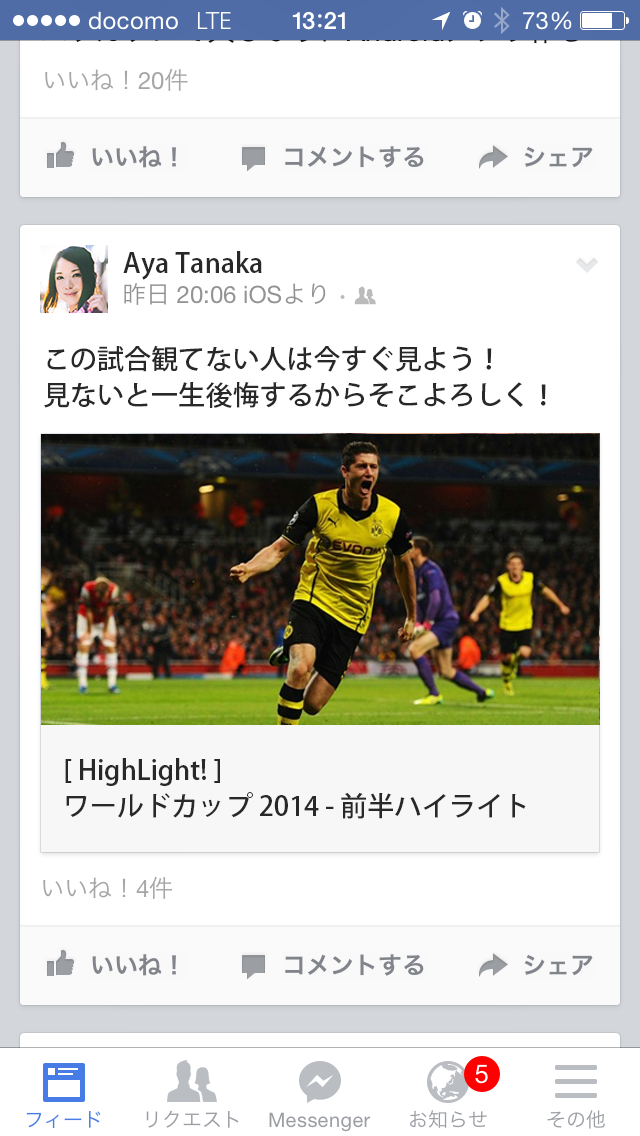 docomo LTE 13:21 73%
いいね！20件
いいね！ コメントする シェア
Aya Tanaka
昨日 20:06 iOSより ・
この試合観てない人は今すぐ見よう！
見ないと一生後悔するからそこよろしく！
EVONIK
[ HighLight! ]
ワールドカップ 2014 - 前半ハイライト
いいね！4件
いいね！ コメントする シェア
5
フィード リクエスト Messenger お知らせ その他